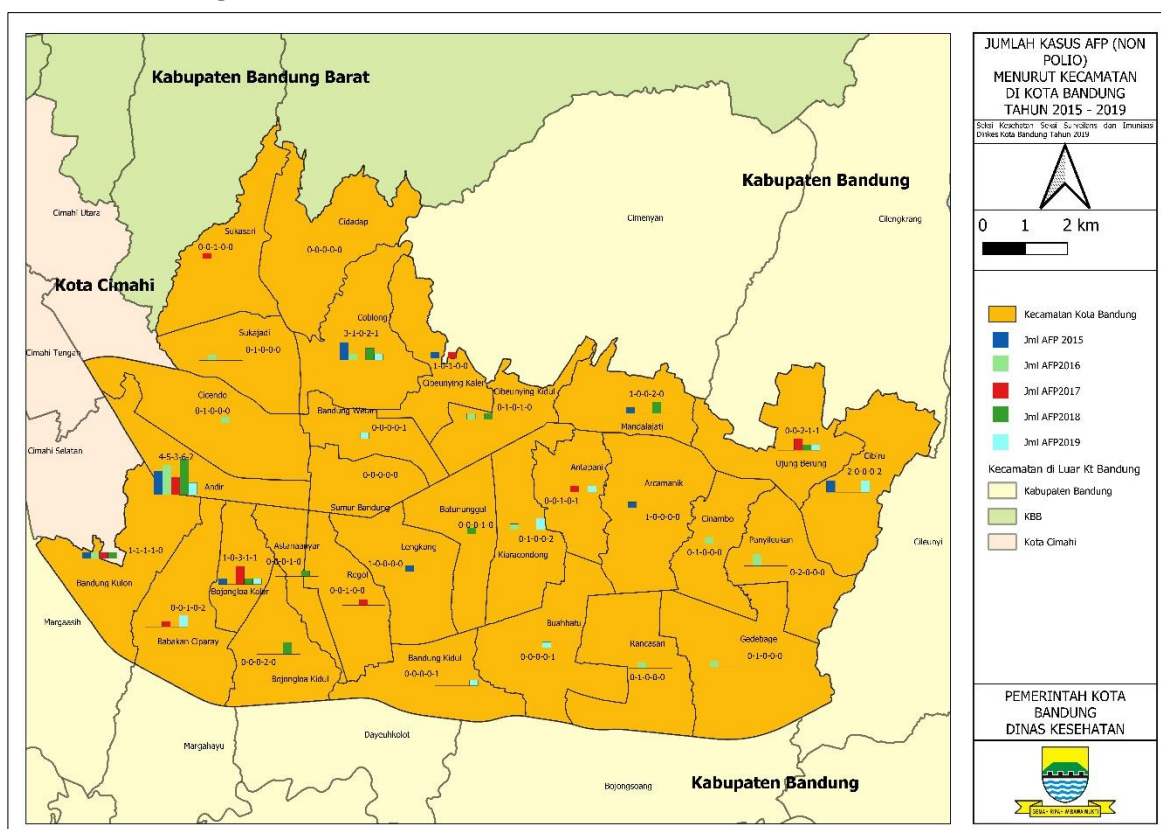 Kabupaten Bandung Barat
Kabupaten Bandung
Cimenyan
Cilengkrang
Cimahi Utara
Kota Cimahi
Cimahi Tengah
Cimahi Selatan
Sukasari
0-0-1-0-0
Cidadap
0-0-0-0-0
Sukajadi
0-1-0-0-0
Coblong
3-1-0-2-1
1-0-1-0-0
Cibeunying Kaler
Cibeunying Kidul
0-1-0-1-0
Cicendo
0-1-0-0-0
Bandung Wetan
0-0-0-0-1
1-0-0-2-0
Mandalajati
0-0-2-1-1
Ujung Berung
Cibiru
2-0-0-0-2
4-5-3-6-2
Andir
0-0-0-0-0
Sumur Bandung
Antapani
0-0-1-0-1
Arcamanik
1-0-0-0-0
Cinambo
0-1-0-0-0
Panyileukan
0-2-0-0-0
Cileunyi
Batununggal
0-0-0-1-0
Kiaracondong
0-1-0-0-2
1-1-1-1-0
Bandung Kulon
1-0-3-1-1
Bojongloa Kaler
Astanaanyar
0-0-0-1-0
Regol
0-0-1-0-0
Lengkong
1-0-0-0-0
Margaasih
0-0-1-0-2
Babakan Ciparay
0-0-0-2-0
Bojongloa Kidul
Bandung Kidul
0-0-0-0-1
Buahbatu
0-0-0-0-1
Rancasari
0-1-0-0-0
Gedebage
0-1-0-0-0
Margahayu
Dayeuhkolot
Bojongsoang
Kabupaten Bandung
JUMLAH KASUS AFP (NON
POLIO)
MENURUT KECAMATAN
DI KOTA BANDUNG
TAHUN 2015 - 2019
Seksi Kesehatan Seksi Surveilans dan Imunisasi
Dinkes Kota Bandung Tahun 2019
0 1 2 km
Kecamatan Kota Bandung
Jml AFP 2015
Jml AFP2016
Jml AFP2017
Jml AFP2018
Jml AFP2019
Kecamatan di Luar Kt Bandung
Kabupaten Bandung
KBB
Kota Cimahi
PEMERINTAH KOTA
BANDUNG
DINAS KESEHATAN